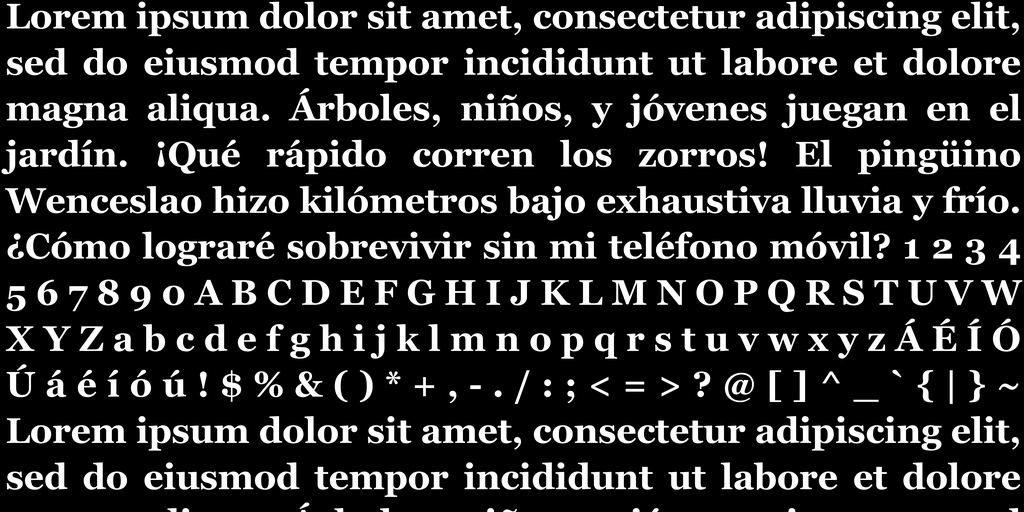 Lorem ipsum dolor sit amet, consectetur adipiscing elit,
sed do eiusmod tempor incididunt ut labore et dolore
magna aliqua. Árboles, niños, y jóvenes juegan en el
jardín. ¡Qué rápido corren los zorros! El pingüino
Wenceslao hizo kilómetros bajo exhaustiva lluvia y frío.
¿Cómo lograré sobrevivir sin mi teléfono móvil? 1 2 3 4
5 6 7 8 9 0 A B C D E F G H I J K L M N O P Q R S T U V W
X Y Z a b c d e f g h i j k l m n o p q r s t u v w x y z Á É Í Ó
Ú á é í ó ú ! $ % & ( ) * + , - . / : ; < = > ? @ [ ] ^ _ ` { | } ~
Lorem ipsum dolor sit amet, consectetur adipiscing elit,
sed do eiusmod tempor incididunt ut labore et dolore